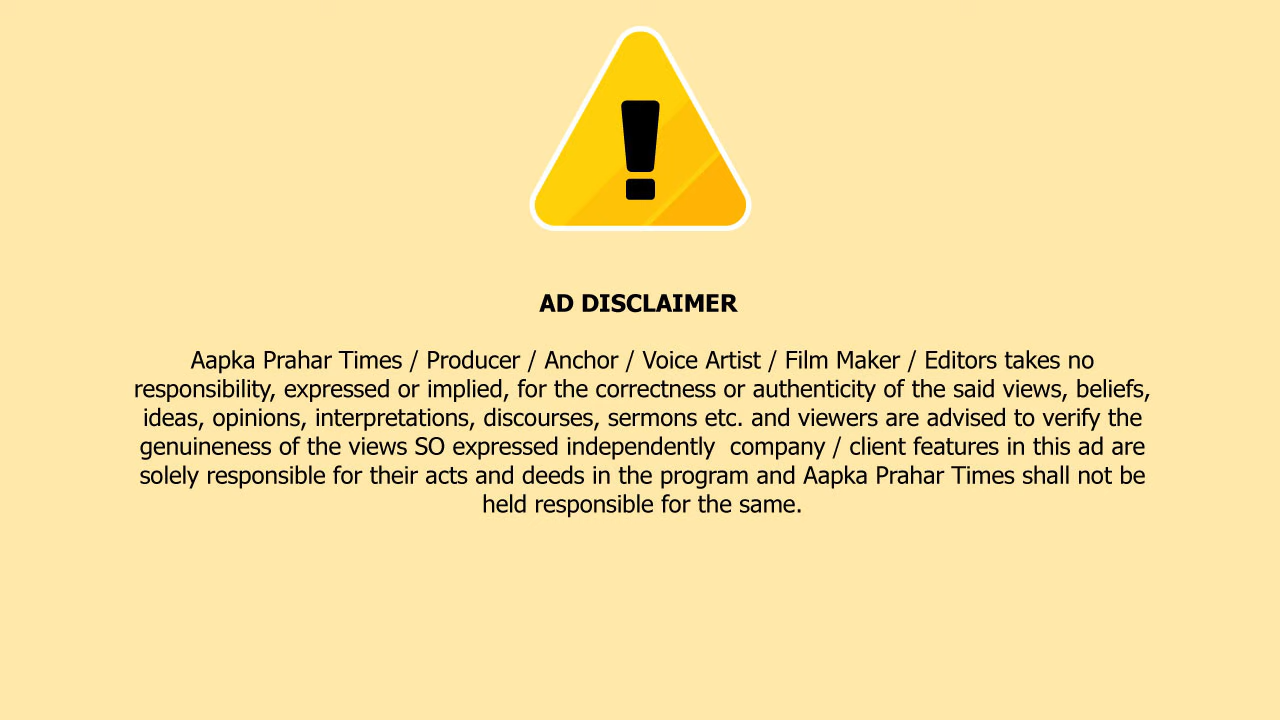 AD DISCLAIMER
Aapka Prahar Times / Producer / Anchor / Voice Artist / Film Maker / Editors takes no
responsibility, expressed or implied, for the correctness or authenticity of the said views, beliefs,
ideas, opinions, interpretations, discourses, sermons etc. and viewers are advised to verify the
genuineness of the views SO expressed independently  company / client features in this ad are
solely responsible for their acts and deeds in the program and Aapka Prahar Times shall not be
held responsible for the same.